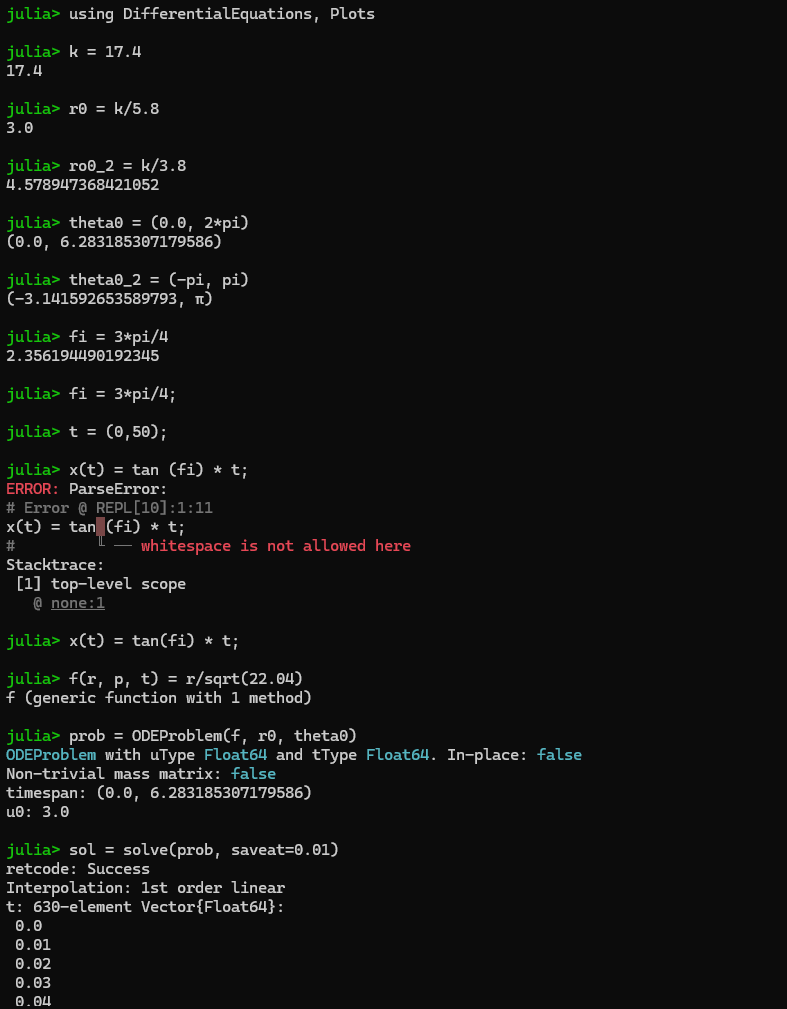 julia> using DifferentialEquations, Plots
julia> k = 17.4
17.4
julia> r0 = k/5.8
3.0
julia> ro0_2 = k/3.8
4.578947368421052
julia> theta0 = (0.0, 2*pi)
(0.0, 6.283185307179586)
julia> theta0_2 = (-pi, pi)
(-3.141592653589793, π)
julia> fi = 3*pi/4
2.356194490192345
julia> fi = 3*pi/4;
julia> t = (0,50);
julia> x(t) = tan (fi) * t;
ERROR: ParseError:
# Error @ REPL[10]:1:11
x(t) = tan (fi) * t;
#         ╙ ── whitespace is not allowed here
Stacktrace:
 [1] top-level scope
   @ none:1
julia> x(t) = tan(fi) * t;
julia> f(r, p, t) = r/sqrt(22.04)
f (generic function with 1 method)
julia> prob = ODEProblem(f, r0, theta0)
ODEProblem with uType Float64 and tType Float64. In-place: false
Non-trivial mass matrix: false
timespan: (0.0, 6.283185307179586)
u0: 3.0
julia> sol = solve(prob, saveat=0.01)
retcode: Success
Interpolation: 1st order linear
t: 630-element Vector{Float64}:
 0.0
 0.01
 0.02
 0.03
 0.04